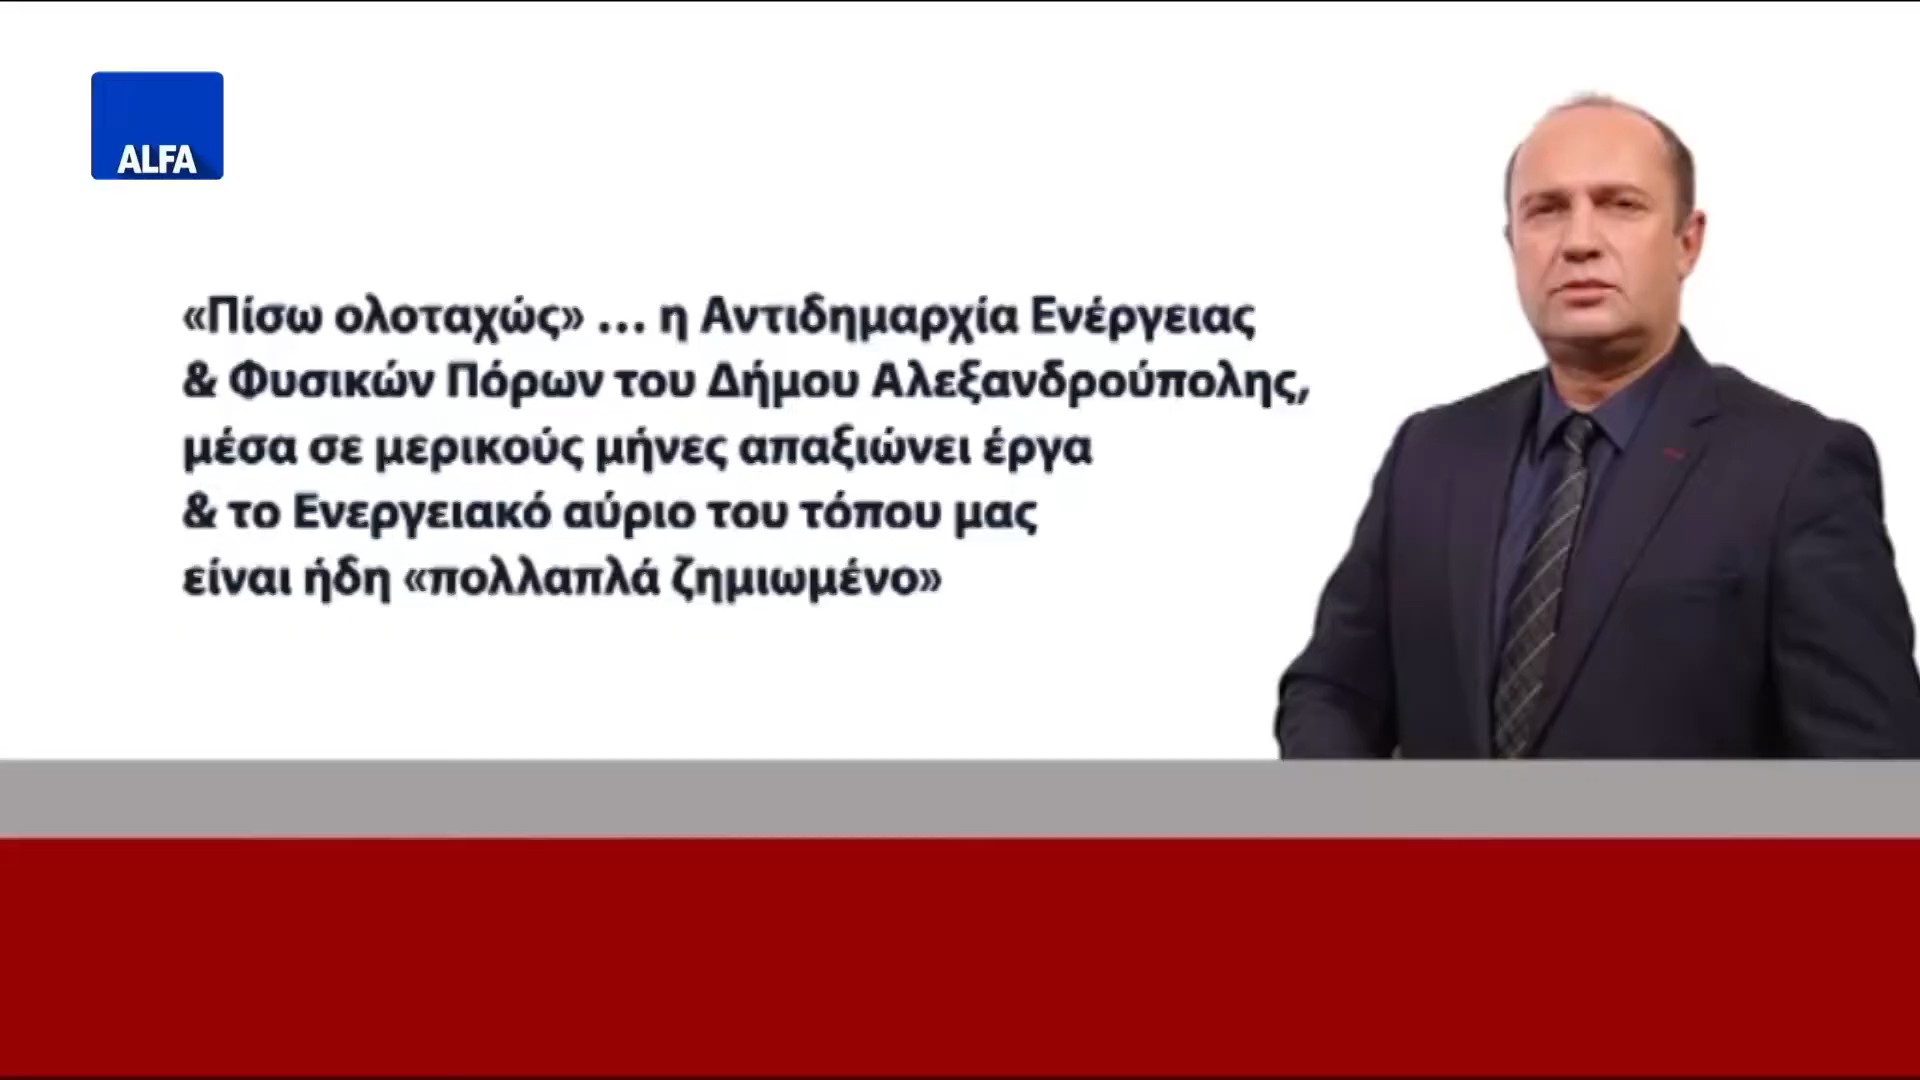 ALFA
«Πίσω ολοταχώς» … η Αντιδημαρχία Ενέργειας
& Φυσικών Πόρων του Δήμου Αλεξανδρούπολης,
μέσα σε μερικούς μήνες απαξιώνει έργα
& το Ενεργειακό αύριο του τόπου μας
είναι ήδη «πολλαπλά ζημιωμένο»